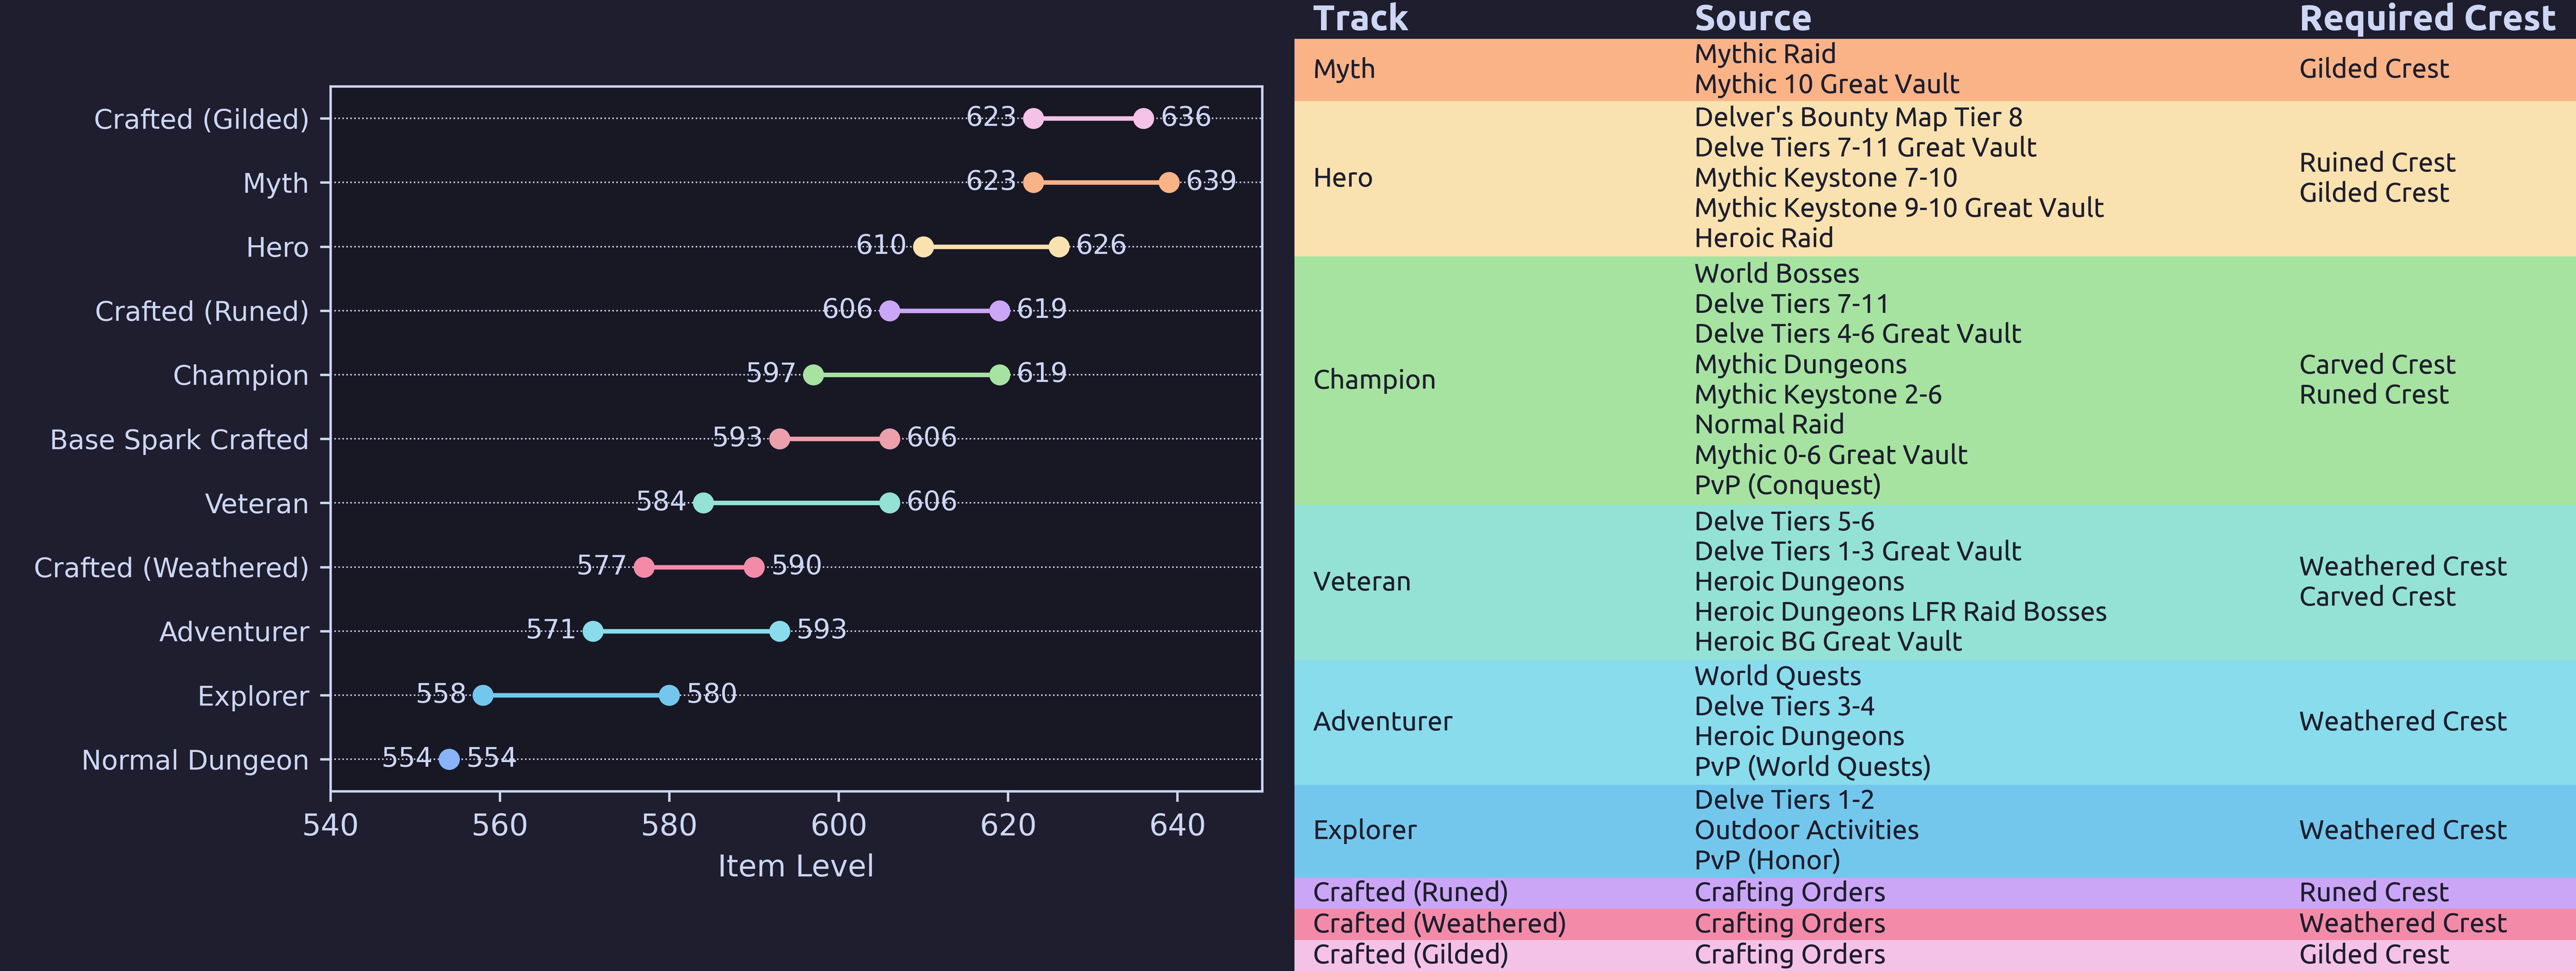 Crafted (Gilded) 623 636
Myth 623 639
Hero 610 626
Crafted (Runed) 606 619
Champion 597 619
Base Spark Crafted 593 606
Veteran 584 606
Crafted (Weathered) 577 590
Adventurer 571 593
Explorer 558 580
Normal Dungeon 554 554
540 560 580 600 620 640
Item Level
Track Source Required Crest
Myth
Mythic Raid
Mythic 10 Great Vault
Gilded Crest
Hero
Delver's Bounty Map Tier 8
Delve Tiers 7-11 Great Vault
Mythic Keystone 7-10
Mythic Keystone 9-10 Great Vault
Heroic Raid
Ruined Crest
Gilded Crest
Champion
World Bosses
Delve Tiers 7-11
Delve Tiers 4-6 Great Vault
Mythic Dungeons
Mythic Keystone 2-6
Normal Raid
Mythic 0-6 Great Vault
PvP (Conquest)
Carved Crest
Runed Crest
Veteran
Delve Tiers 5-6
Delve Tiers 1-3 Great Vault
Heroic Dungeons
Heroic Dungeons LFR Raid Bosses
Heroic BG Great Vault
Weathered Crest
Carved Crest
Adventurer
World Quests
Delve Tiers 3-4
Heroic Dungeons
PvP (World Quests)
Weathered Crest
Explorer
Delve Tiers 1-2
Outdoor Activities
PvP (Honor)
Weathered Crest
Crafted (Runed) Crafting Orders Runed Crest
Crafted (Weathered) Crafting Orders Weathered Crest
Crafted (Gilded) Crafting Orders Gilded Crest